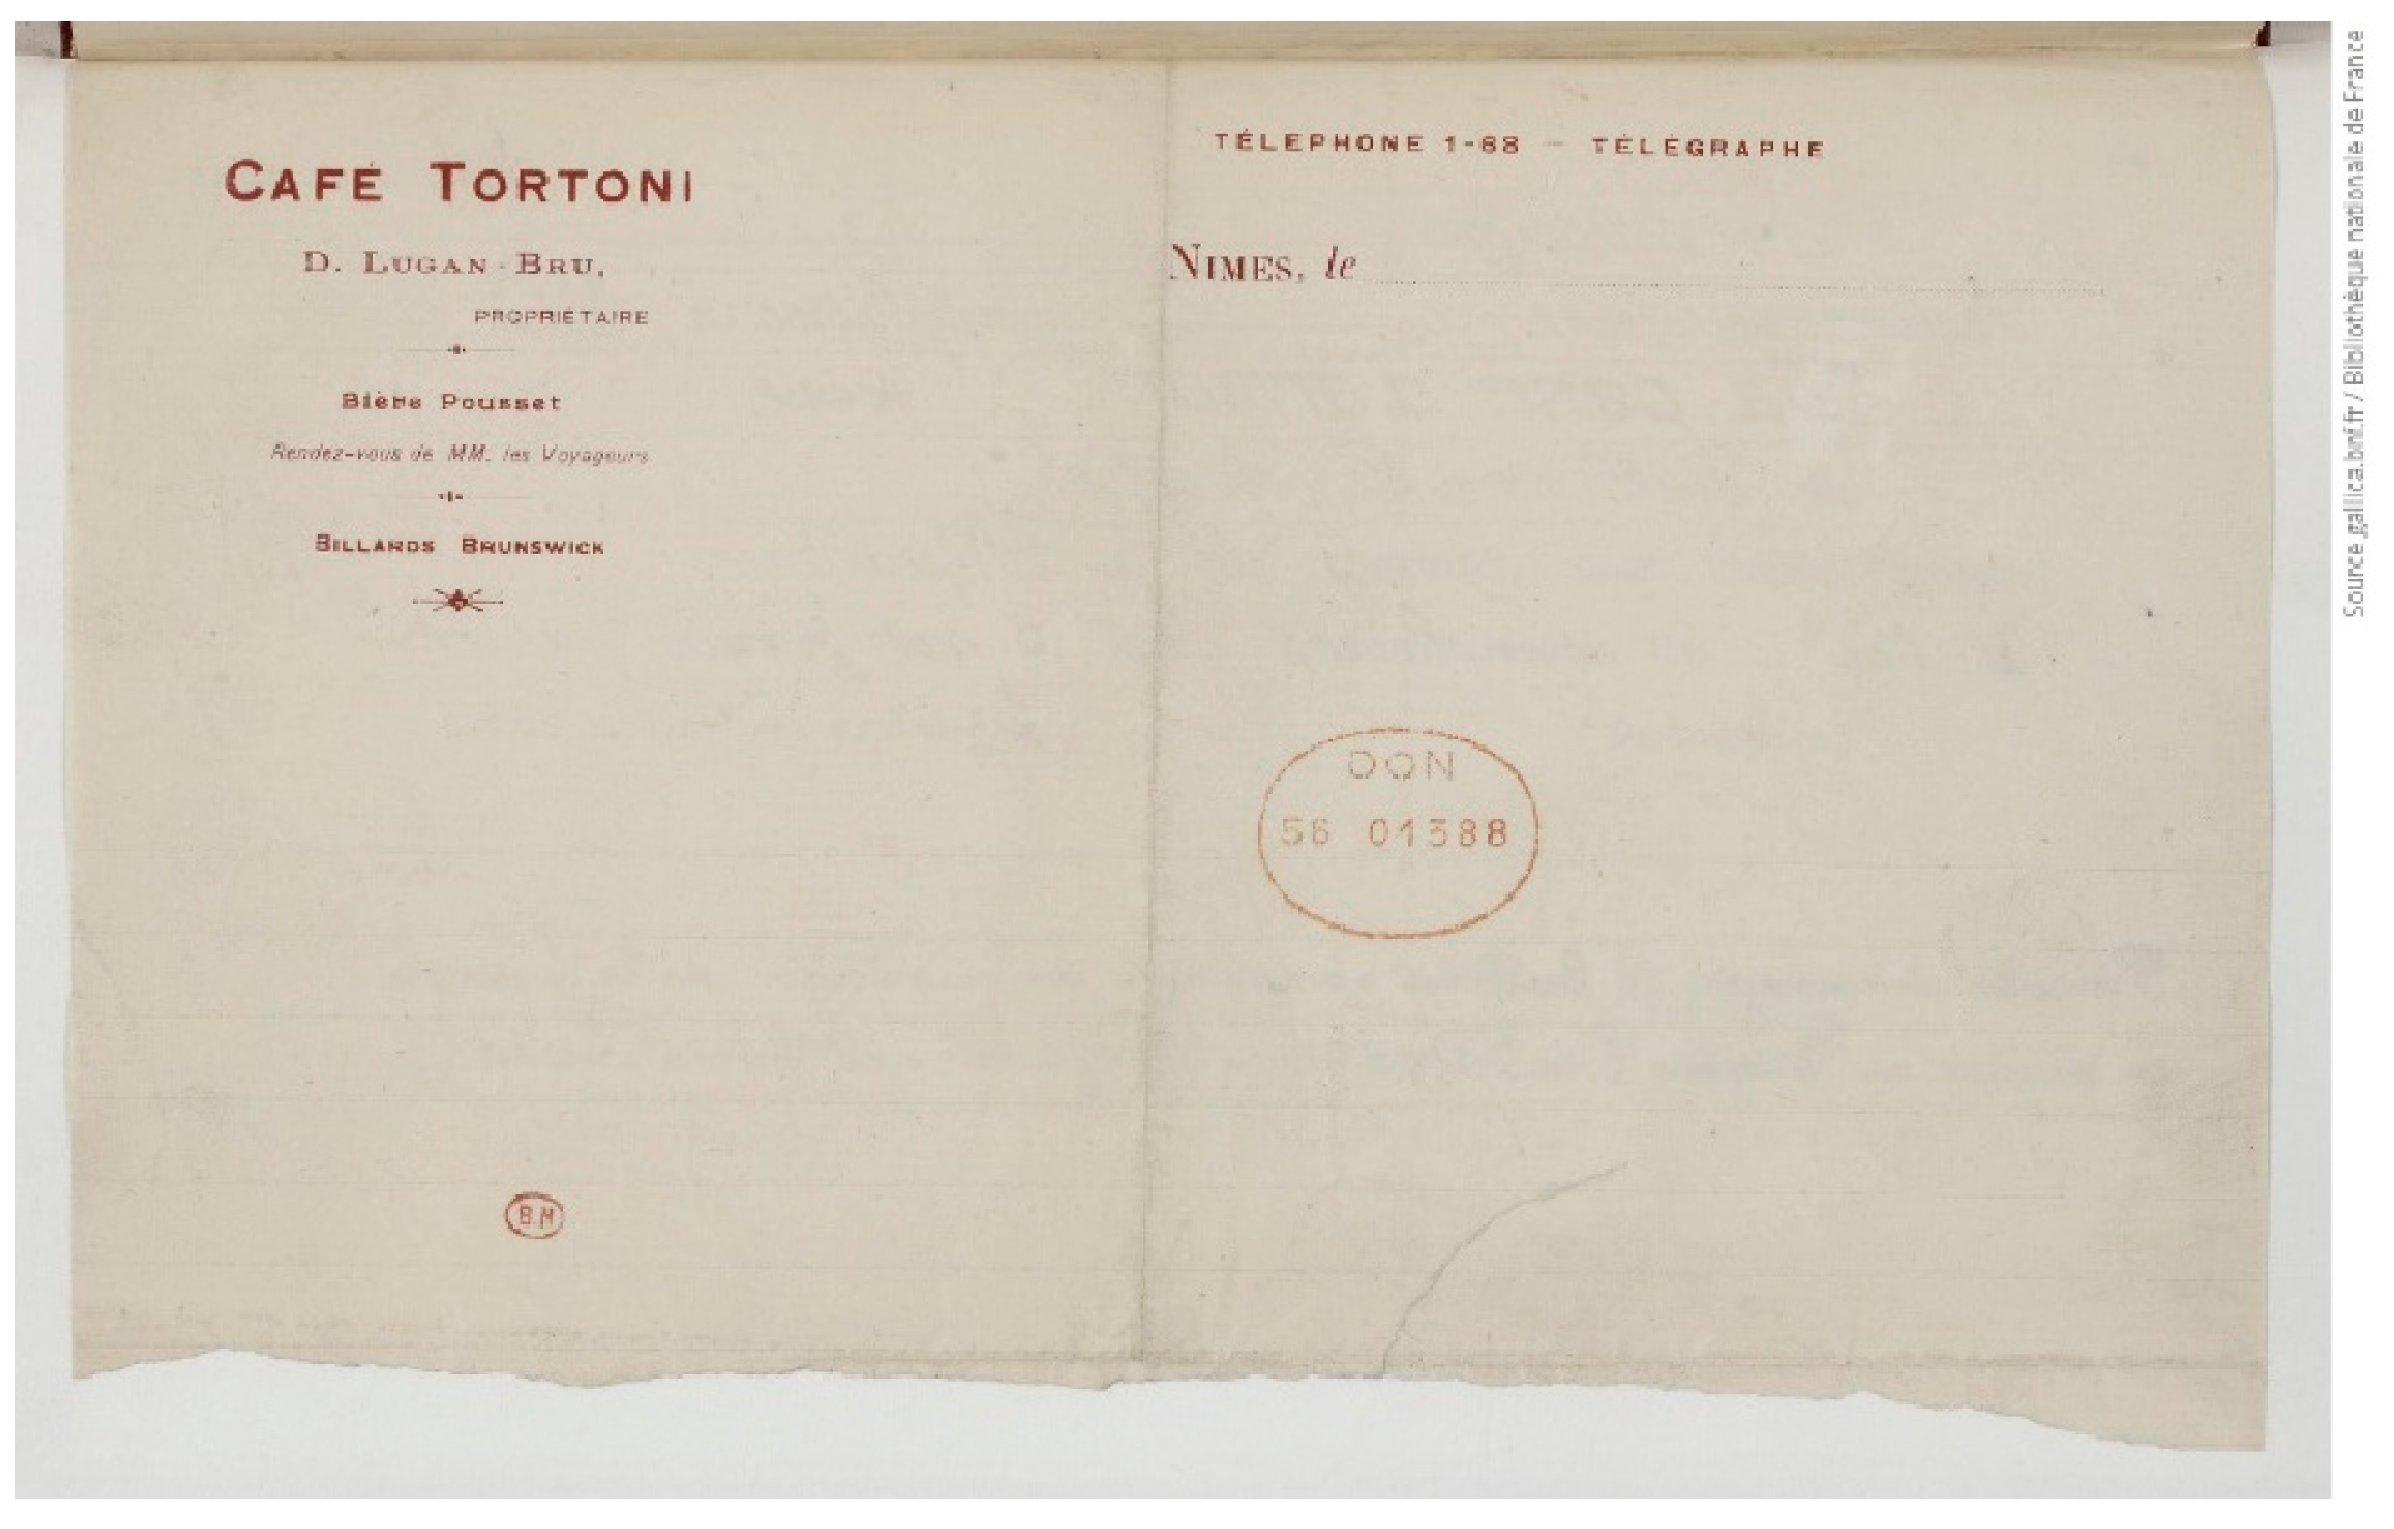 CAFÉ TORTONI
D. LUGAN-BRU,
PROPRIÉTAIRE
Bière Pousset
Rendez-vous de MM. les Voyageurs
BILLARDS BRUNSWICK
TÉLÉPHONE 1-68 — TÉLÉGRAPHE
NIMES, le
DON
56 01388
B.N
Source gallica.bnf.fr / Bibliothèque nationale de France